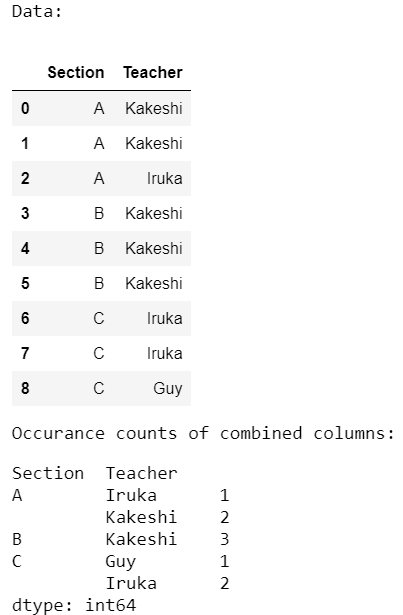 Data:
Section Teacher
0 A Kakeshi
1 A Kakeshi
2 A Iruka
3 B Kakeshi
4 B Kakeshi
5 B Kakeshi
6 C Iruka
7 C Iruka
8 C Guy
Occurance counts of combined columns:
Section Teacher
A Iruka 1
Kakeshi 2
B Kakeshi 3
C Guy 1
Iruka 2
dtype: int64